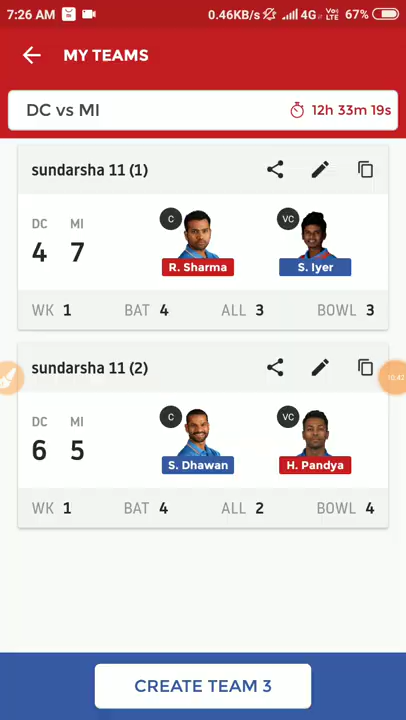 7:26 AM 0.46KB/s 4G VoLTE 67%
MY TEAMS
DC vs MI 12h 33m 19s
sundarsha 11 (1)
C VC
DC MI
4 7
R. Sharma S. Iyer
WK 1 BAT 4 ALL 3 BOWL 3
sundarsha 11 (2)
C VC
DC MI
6 5
S. Dhawan H. Pandya
WK 1 BAT 4 ALL 2 BOWL 4
CREATE TEAM 3